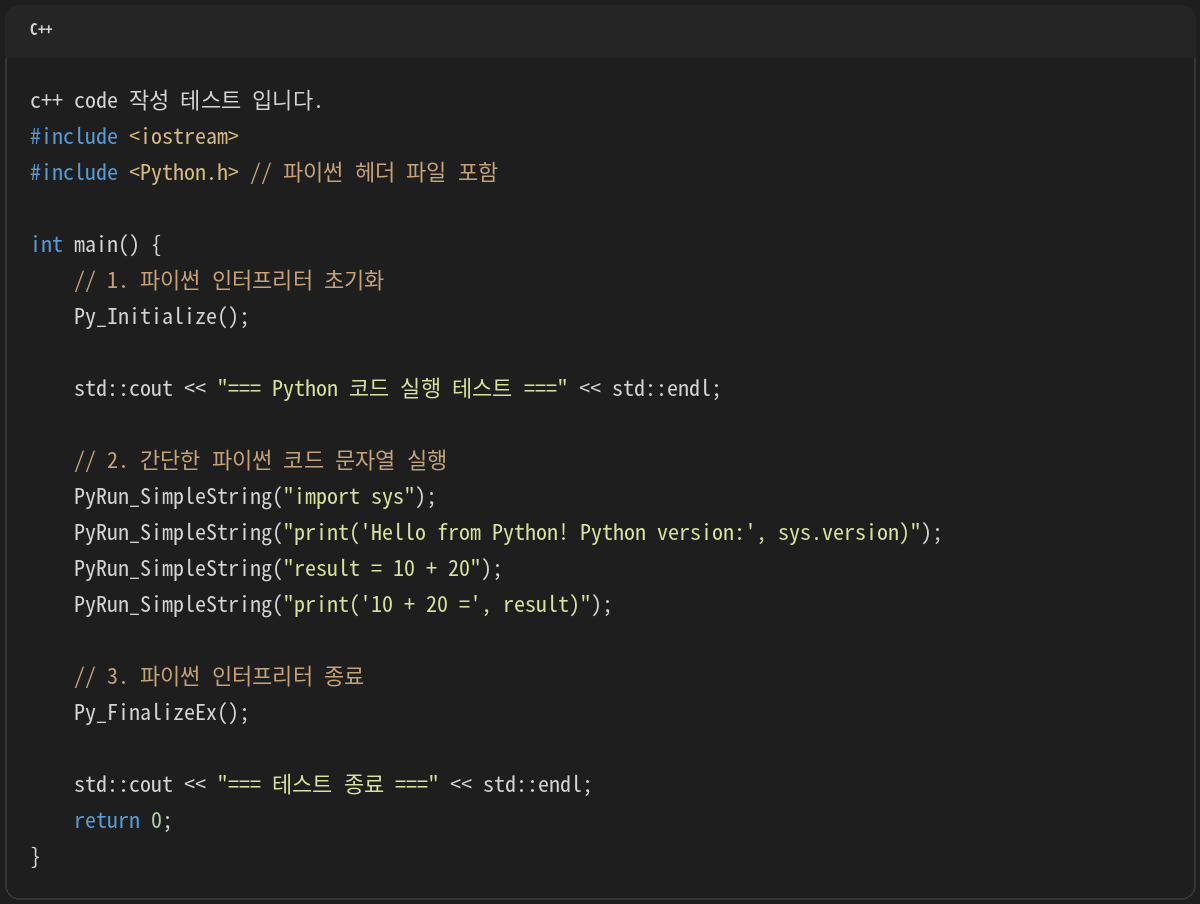 C++
c++ code 작성 테스트 입니다.
#include <iostream>
#include <Python.h> // 파이썬 헤더 파일 포함
int main() {
    // 1. 파이썬 인터프리터 초기화
    Py_Initialize();
    std::cout << "=== Python 코드 실행 테스트 ===" << std::endl;
    // 2. 간단한 파이썬 코드 문자열 실행
    PyRun_SimpleString("import sys");
    PyRun_SimpleString("print('Hello from Python! Python version:', sys.version)");
    PyRun_SimpleString("result = 10 + 20");
    PyRun_SimpleString("print('10 + 20 =', result)");
    // 3. 파이썬 인터프리터 종료
    Py_FinalizeEx();
    std::cout << "=== 테스트 종료 ===" << std::endl;
    return 0;
}